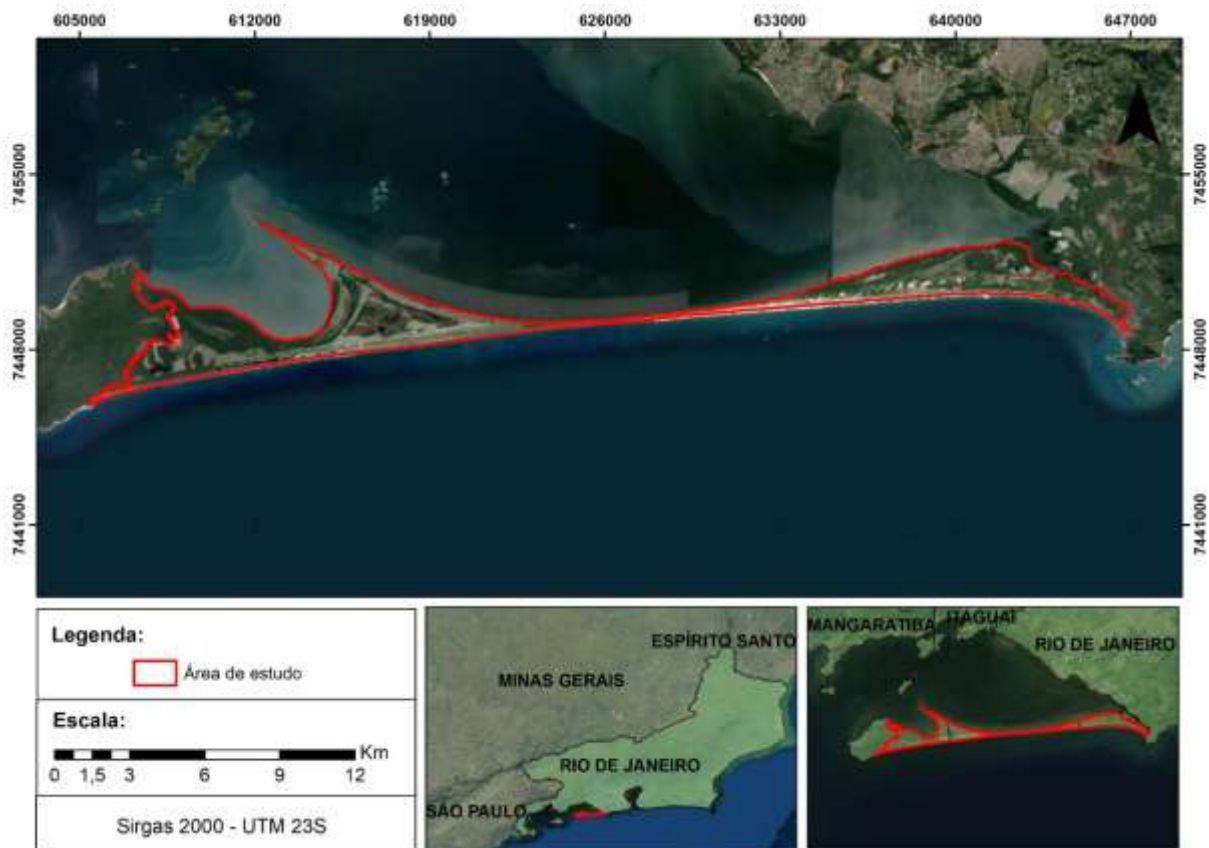 605000 612000 619000 626000 633000 640000 647000
7455000 7455000
7448000 7448000
7441000 7441000
Legenda:
Área de estudo
Escala:
Km
0 1,5 3 6 9 12
Sirgas 2000 - UTM 23S
ESPÍRITO SANTO
MINAS GERAIS
RIO DE JANEIRO
SÃO PAULO
MANGARATIBA
ITAGUAÍ
RIO DE JANEIRO